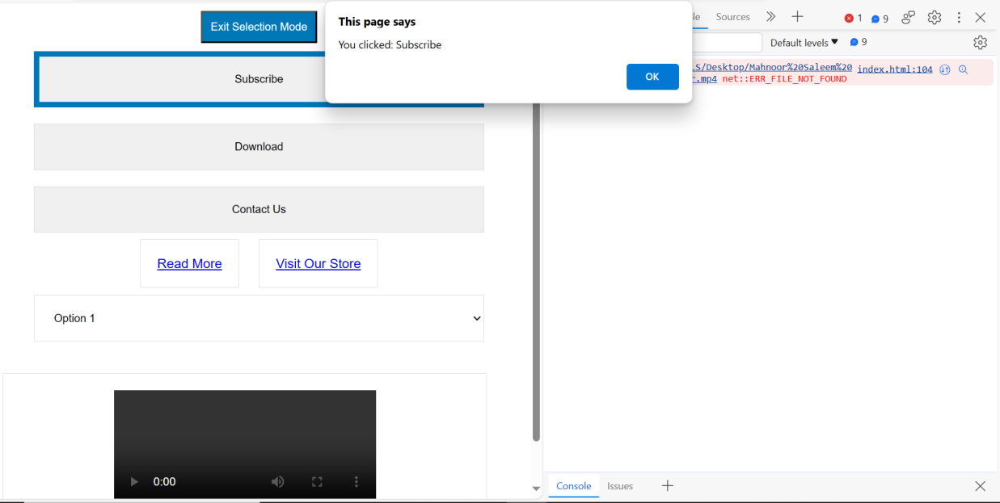 Exit Selection Mode
This page says
You clicked: Subscribe
OK
Subscribe
Download
Contact Us
Read More
Visit Our Store
Option 1
0:00
Sources
1
9
Default levels
9
LS/Desktop/Mahnoor%20Saleem%20
index.html:104
r.mp4 net::ERR_FILE_NOT_FOUND
Console
Issues